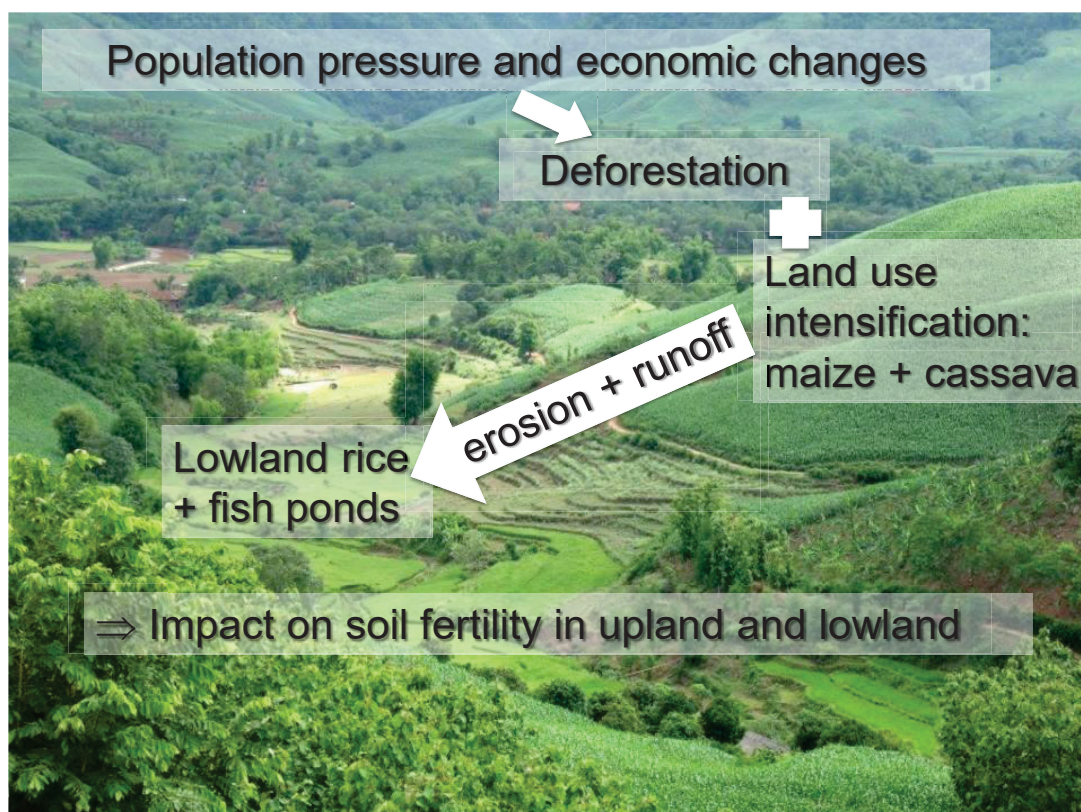 Population pressure and economic changes
Deforestation
Land use
intensification:
maize + cassava
erosion + runoff
Lowland rice
+ fish ponds
⇒ Impact on soil fertility in upland and lowland